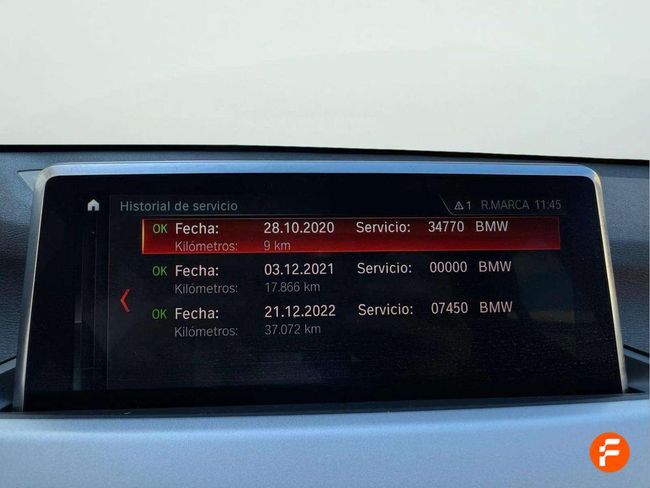 Historial de servicio ⚠1 R.MARCA 11:45
OK Fecha: 28.10.2020 Servicio: 34770 BMW
Kilómetros: 9 km
OK Fecha: 03.12.2021 Servicio: 00000 BMW
Kilómetros: 17.866 km
OK Fecha: 21.12.2022 Servicio: 07450 BMW
Kilómetros: 37.072 km